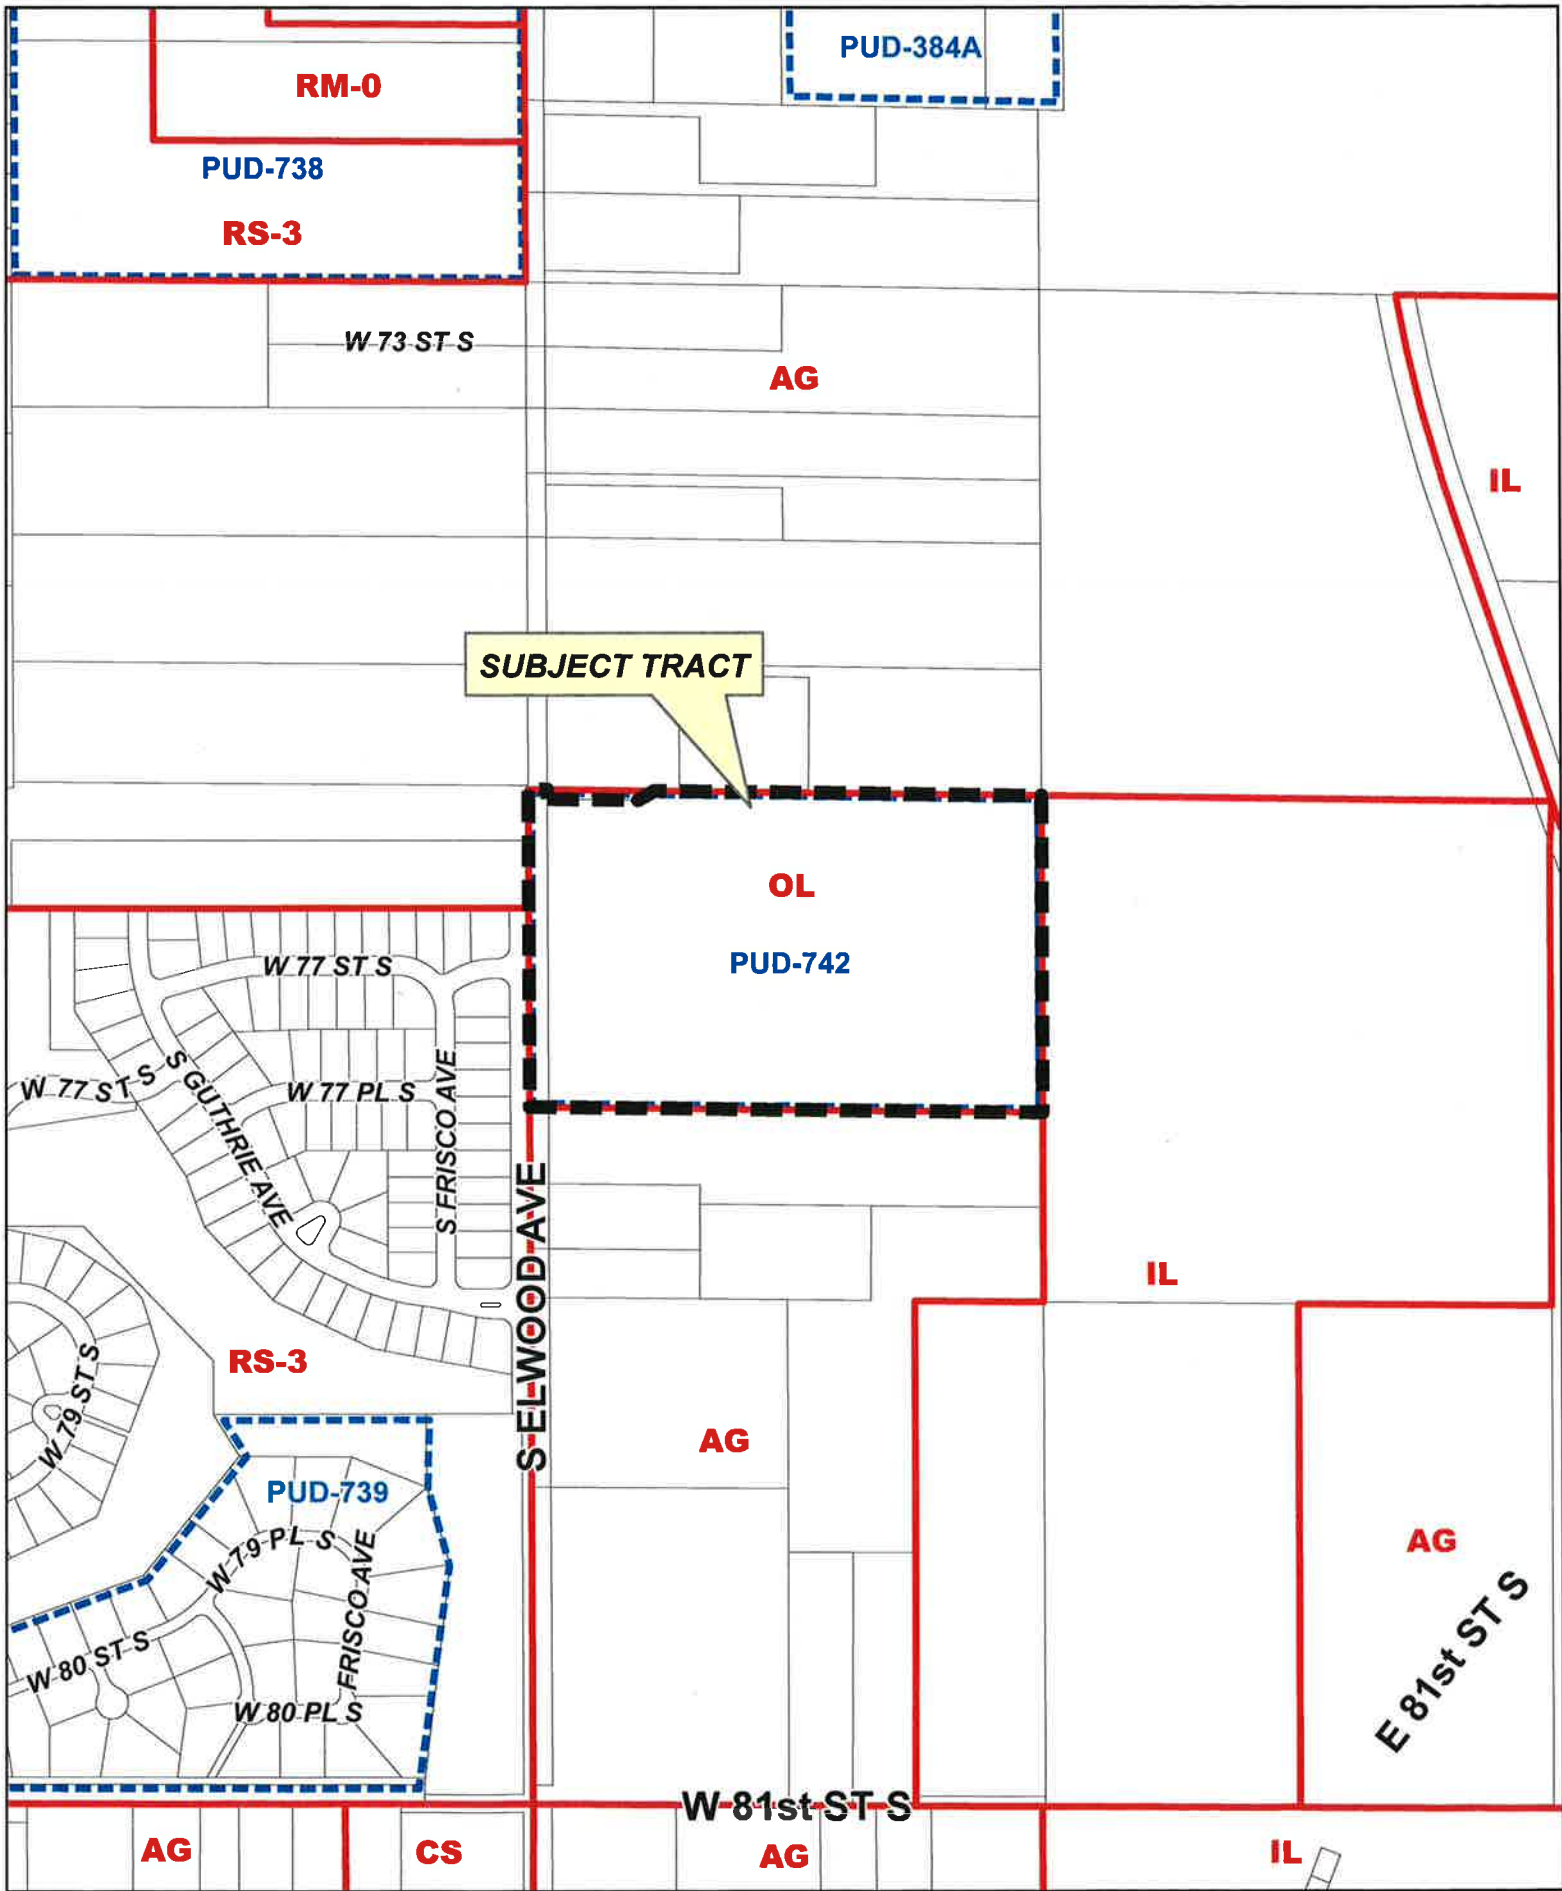 PUD-384A
RM-0
PUD-738
RS-3
W 73 ST S
AG
IL
SUBJECT TRACT
OL
PUD-742
W 77 ST S
W 77 ST S
S GUTHRIE AVE
W 77 PL S
S FRISCO AVE
S ELWOOD AVE
IL
RS-3
W 79 ST S
AG
PUD-739
W 79 PL S
FRISCO AVE
AG
E 81st ST S
W 80 ST S
W 80 PL S
W 81st ST S
AG
CS
AG
IL